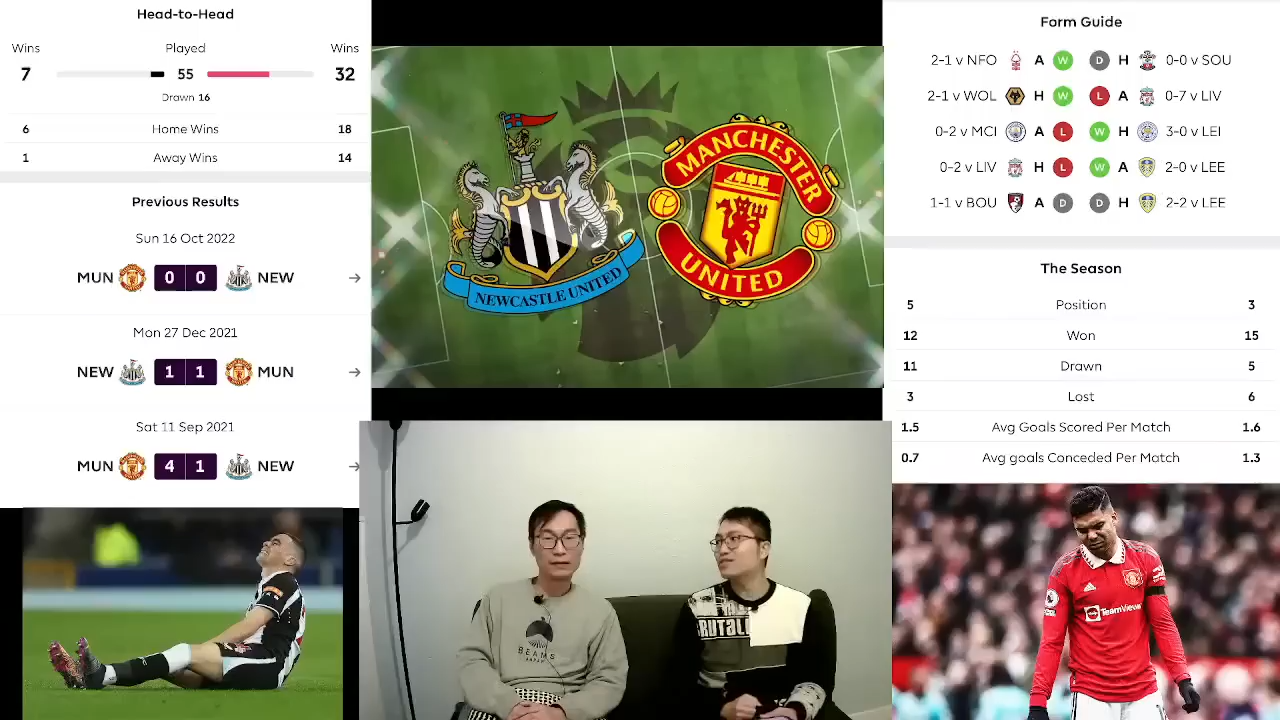 Head-to-Head
Wins Played Wins
7 55 32
Drawn 16
6 Home Wins 18
1 Away Wins 14
Previous Results
Sun 16 Oct 2022
MUN 0 0 NEW
Mon 27 Dec 2021
NEW 1 1 MUN
Sat 11 Sep 2021
MUN 4 1 NEW
NEWCASTLE UNITED
MANCHESTER
UNITED
Form Guide
2-1 v NFO A W D H 0-0 v SOU
2-1 v WOL H W L A 0-7 v LIV
0-2 v MCI A L W H 3-0 v LEI
0-2 v LIV H L W A 2-0 v LEE
1-1 v BOU A D D H 2-2 v LEE
The Season
5 Position 3
12 Won 15
11 Drawn 5
3 Lost 6
1.5 Avg Goals Scored Per Match 1.6
0.7 Avg goals Conceded Per Match 1.3
BEAMS
BRUTAL
TeamViewer